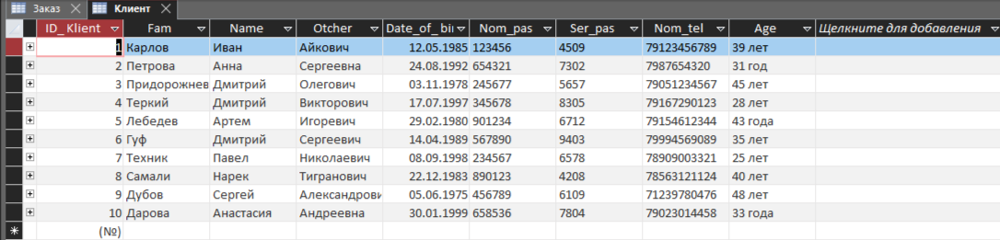 Заказ Клиент
ID_Klient Fam Name Otcher Date_of_bir Nom_pas Ser_pas Nom_tel Age Щелкните для добавления
1 Карлов Иван Айкович 12.05.1985 123456 4509 79123456789 39 лет
2 Петрова Анна Сергеевна 24.08.1992 654321 7302 7987654320 31 год
3 Придорожнев Дмитрий Олегович 03.11.1978 245677 5657 79051234567 45 лет
4 Теркий Дмитрий Викторович 17.07.1997 345678 8305 79167290123 28 лет
5 Лебедев Артем Игоревич 29.02.1980 901234 6712 79154612344 43 года
6 Гуф Дмитрий Сергеевич 14.04.1989 567890 9403 79994569089 35 лет
7 Техник Павел Николаевич 08.09.1998 234567 6578 78909003321 25 лет
8 Самали Нарек Тигранович 22.12.1983 890123 4208 78563121124 40 лет
9 Дубов Сергей Александрови 05.06.1975 456789 6109 71239780476 48 лет
10 Дарова Анастасия Андреевна 30.01.1999 658536 7804 79023014458 33 года
(№)